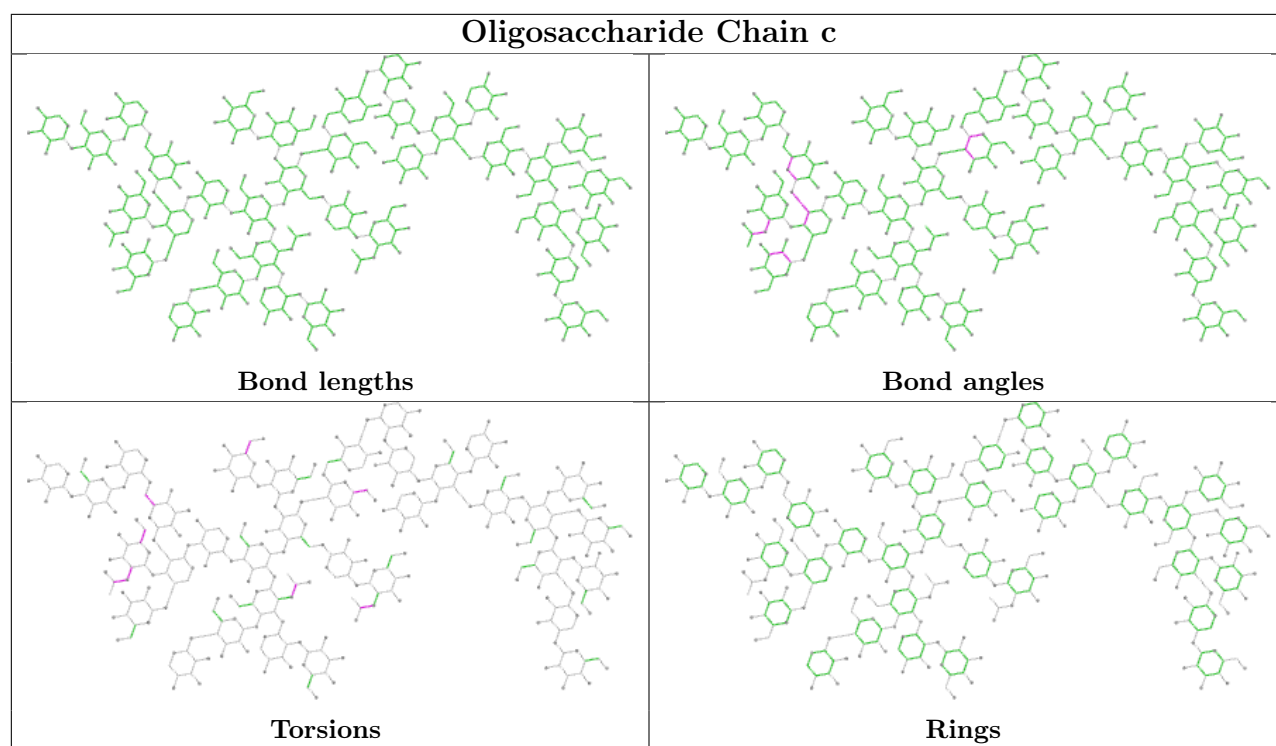 Oligosaccharide Chain c
Bond lengths
Bond angles
Torsions
Rings